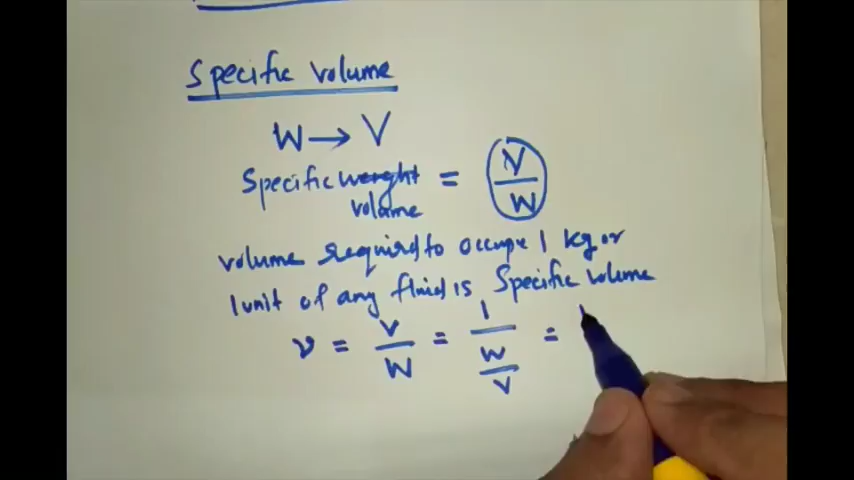 Specific volume
W → V
Specific weight = V/W
volume
volume required to occupe 1 kg or
1 unit of any fluid is Specific volume
v = V/W = 1/(W/V) =